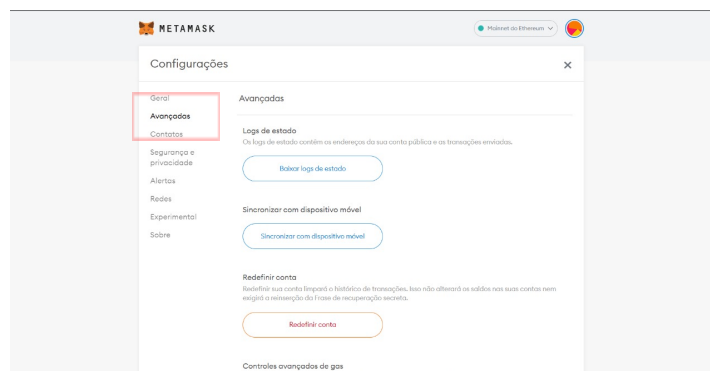 METAMASK
Mainnet do Ethereum
Configurações
Geral
Avançadas
Contatos
Segurança e
privacidade
Alertas
Redes
Experimental
Sobre
Avançadas
Logs de estado
Os logs de estado contêm os endereços da sua conta pública e as transações enviadas.
Baixar logs de estado
Sincronizar com dispositivo móvel
Sincronizar com dispositivo móvel
Redefinir conta
Redefinir sua conta limpará o histórico de transações. Isso não alterará os saldos nas suas contas nem
exigirá a reinserção da Frase de recuperação secreta.
Redefinir conta
Controles avançados de gas